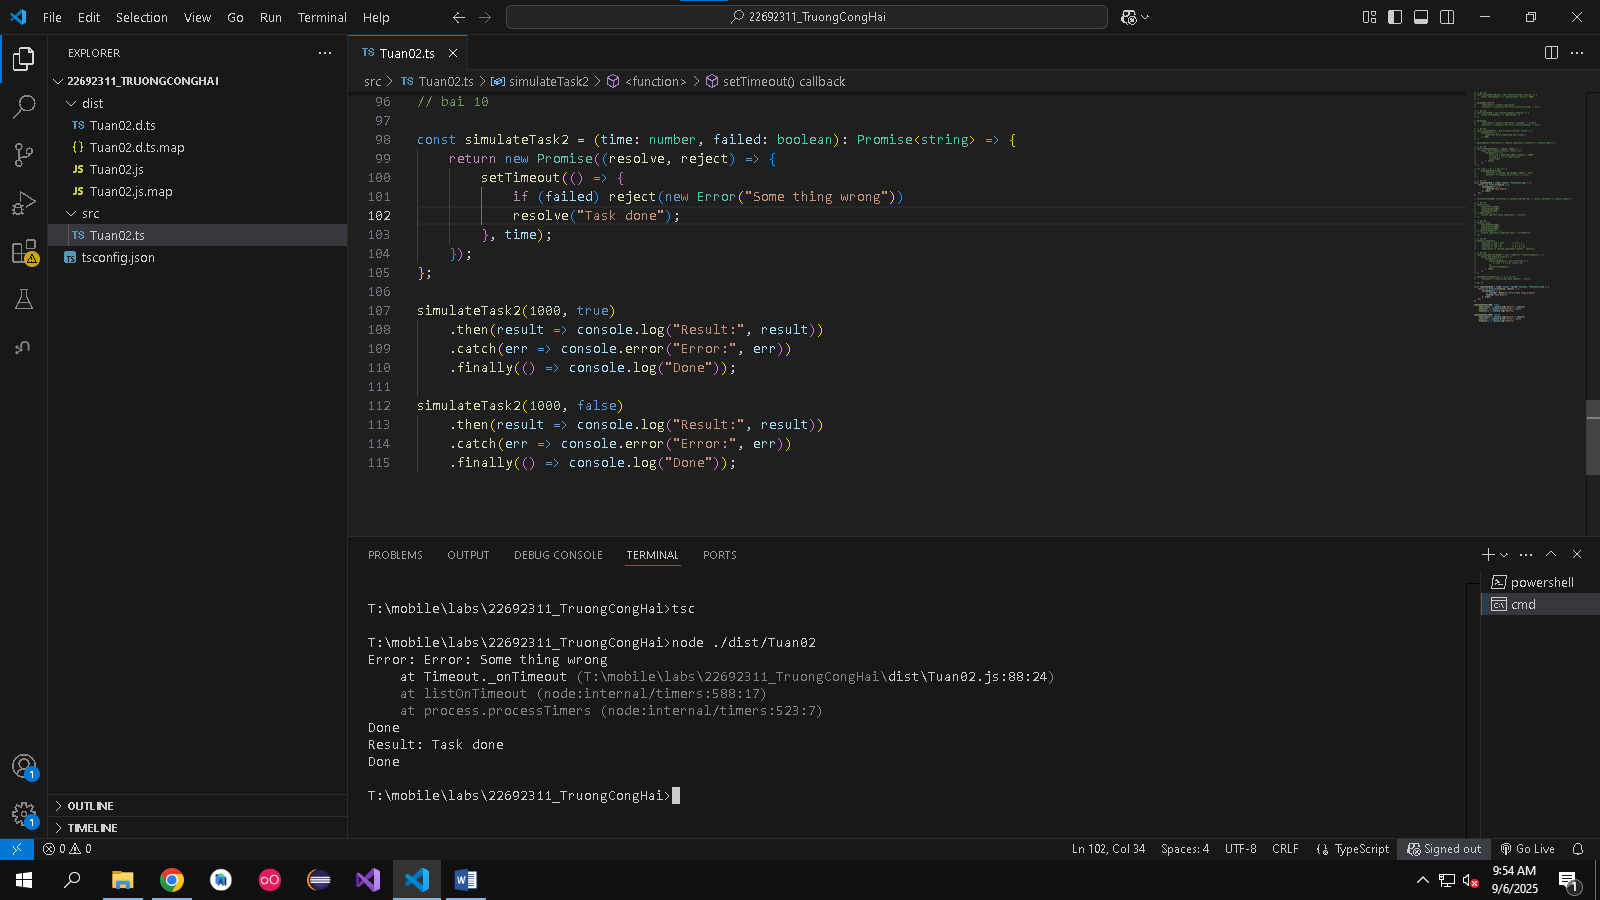 File Edit Selection View Go Run Terminal Help
22692311_TruongCongHai
EXPLORER
22692311_TRUONGCONGHAI
dist
TS Tuan02.d.ts
{} Tuan02.d.ts.map
JS Tuan02.js
JS Tuan02.js.map
src
TS Tuan02.ts
TS tsconfig.json
OUTLINE
TIMELINE
TS Tuan02.ts
src > TS Tuan02.ts > simulateTask2 > <function> > setTimeout() callback
96 // bai 10
97
98 const simulateTask2 = (time: number, failed: boolean): Promise<string> => {
99 return new Promise((resolve, reject) => {
100 setTimeout(() => {
101 if (failed) reject(new Error("Some thing wrong"))
102 resolve("Task done");
103 }, time);
104 });
105 };
106
107 simulateTask2(1000, true)
108 .then(result => console.log("Result:", result))
109 .catch(err => console.error("Error:", err))
110 .finally(() => console.log("Done"));
111
112 simulateTask2(1000, false)
113 .then(result => console.log("Result:", result))
114 .catch(err => console.error("Error:", err))
115 .finally(() => console.log("Done"));
PROBLEMS OUTPUT DEBUG CONSOLE TERMINAL PORTS
T:\mobile\labs\22692311_TruongCongHai>tsc
T:\mobile\labs\22692311_TruongCongHai>node ./dist/Tuan02
Error: Error: Some thing wrong
at Timeout._onTimeout (T:\mobile\labs\22692311_TruongCongHai\dist\Tuan02.js:88:24)
at listOnTimeout (node:internal/timers:588:17)
at process.processTimers (node:internal/timers:523:7)
Done
Result: Task done
Done
T:\mobile\labs\22692311_TruongCongHai>
powershell
cmd
1
1
0 0
Ln 102, Col 34 Spaces: 4 UTF-8 CRLF {} TypeScript Signed out Go Live
9:54 AM
9/6/2025
1